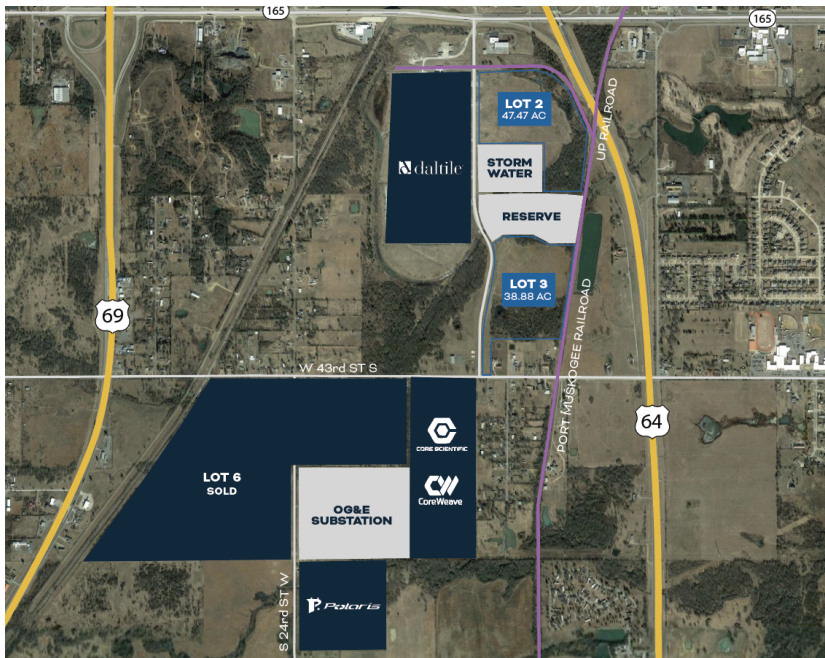 165
165
LOT 2
47.47 AC
UP RAILROAD
daltile
STORM
WATER
RESERVE
LOT 3
38.88 AC
69
PORT MUSKOGEE RAILROAD
W 43rd ST S
64
CORE SCIENTIFIC
LOT 6
SOLD
CoreWeave
OG&E
SUBSTATION
S 24rd ST W
Polaris